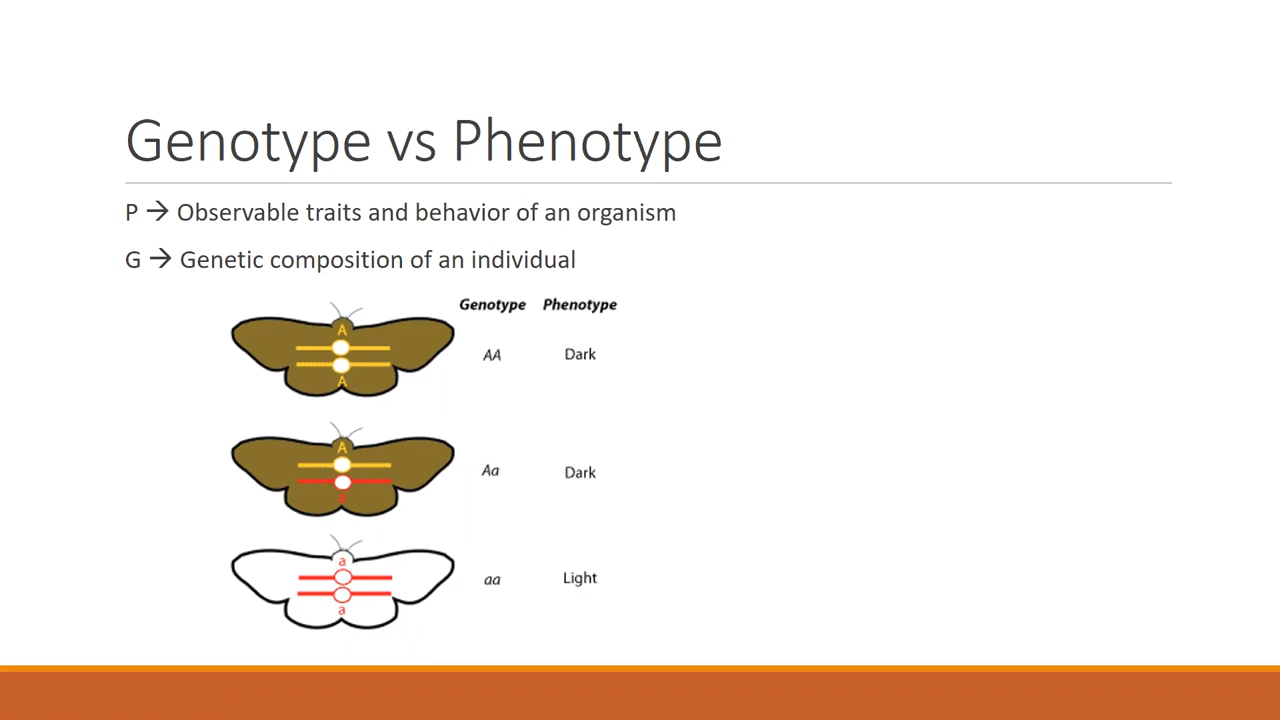 Genotype vs Phenotype
P → Observable traits and behavior of an organism
G → Genetic composition of an individual
Genotype Phenotype
A
AA Dark
A
A
Aa Dark
a
a
aa Light
a